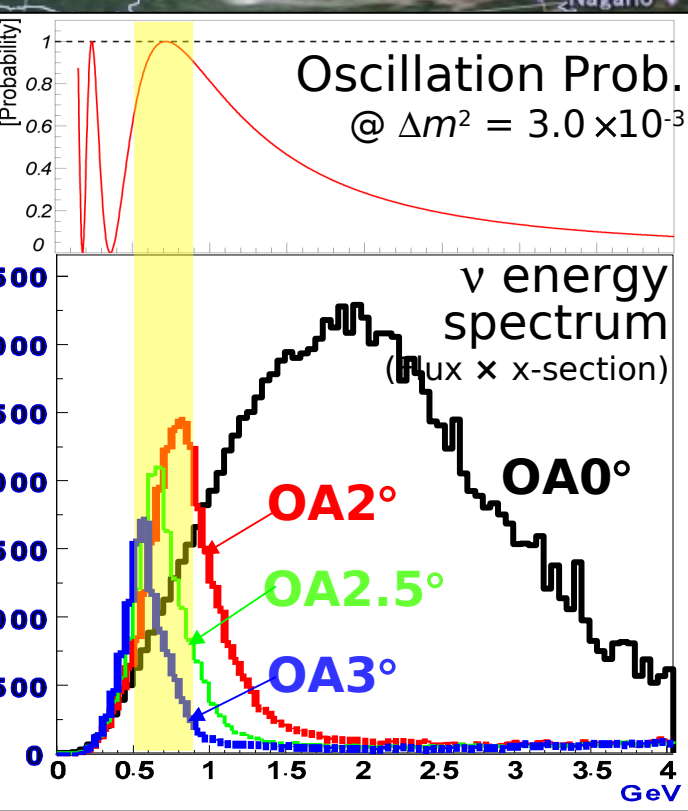 Nagano
[Probability]
1
0.8
0.6
0.4
0.2
0
Oscillation Prob.
@ Δm² = 3.0×10⁻³
ν energy
spectrum
(flux × x-section)
500
000
500
000
500
000
500
0
OA0°
OA2°
OA2.5°
OA3°
0 0.5 1 1.5 2 2.5 3 3.5 4
GeV